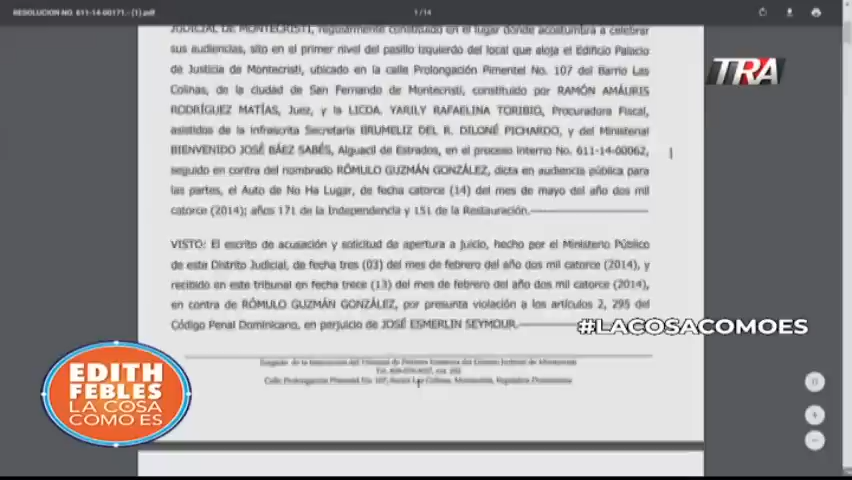 RESOLUCION NO. 611-14-00171.- (1).pdf
1 / 14
JUDICIAL DE MONTECRISTI, regularmente constituido en el lugar donde acostumbra a celebrar
sus audiencias, sito en el primer nivel del pasillo izquierdo del local que aloja el Edificio Palacio
de Justicia de Montecristi, ubicado en la calle Prolongación Pimentel No. 107 del Barrio Las
Colinas, de la ciudad de San Fernando de Montecristi, constituido por RAMÓN AMÁURIS
RODRÍGUEZ MATÍAS, Juez, y la LICDA. YARILY RAFAELINA TORIBIO, Procuradora Fiscal,
asistidos de la infrascrita Secretaria BRUMELIZ DEL R. DILONÉ PICHARDO, y del Ministerial
BIENVENIDO JOSÉ BÁEZ SABÉS, Alguacil de Estrados, en el proceso interno No. 611-14-00062,
seguido en contra del nombrado RÓMULO GUZMÁN GONZÁLEZ, dicta en audiencia pública para
las partes, el Auto de No Ha Lugar, de fecha catorce (14) del mes de mayo del año dos mil
catorce (2014); años 171 de la Independencia y 151 de la Restauración.
VISTO: El escrito de acusación y solicitud de apertura a juicio, hecho por el Ministerio Público
de este Distrito Judicial, de fecha tres (03) del mes de febrero del año dos mil catorce (2014), y
recibido en este tribunal en fecha trece (13) del mes de febrero del año dos mil catorce (2014),
en contra de RÓMULO GUZMÁN GONZÁLEZ, por presunta violación a los artículos 2, 295 del
Código Penal Dominicano, en perjuicio de JOSÉ ESMERLIN SEYMOUR.
Calle Prolongación Pimentel No. 107, Las Colinas, Montecristi, República Dominicana
TRA
#LACOSACOMOES
EDITH
FEBLES
LA COSA
COMO ES